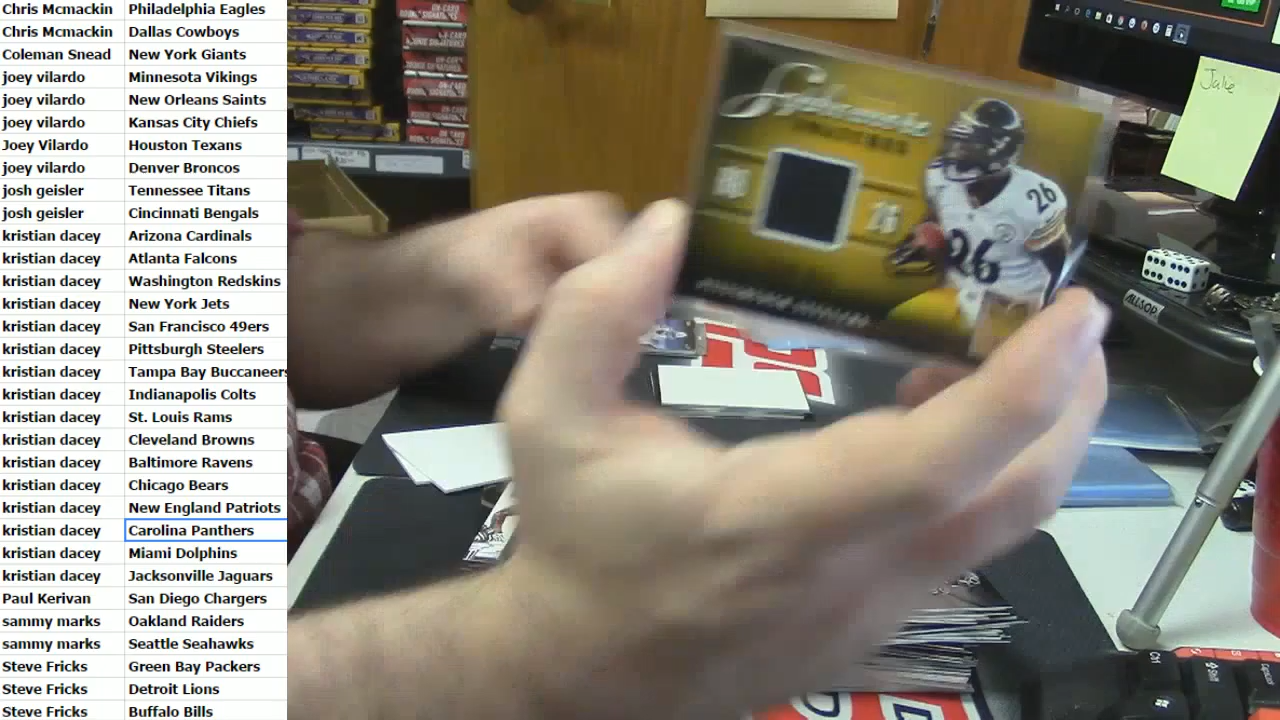 Chris Mcmackin Philadelphia Eagles
Chris Mcmackin Dallas Cowboys
Coleman Snead New York Giants
joey vilardo Minnesota Vikings
joey vilardo New Orleans Saints
joey vilardo Kansas City Chiefs
Joey Vilardo Houston Texans
joey vilardo Denver Broncos
josh geisler Tennessee Titans
josh geisler Cincinnati Bengals
kristian dacey Arizona Cardinals
kristian dacey Atlanta Falcons
kristian dacey Washington Redskins
kristian dacey New York Jets
kristian dacey San Francisco 49ers
kristian dacey Pittsburgh Steelers
kristian dacey Tampa Bay Buccaneers
kristian dacey Indianapolis Colts
kristian dacey St. Louis Rams
kristian dacey Cleveland Browns
kristian dacey Baltimore Ravens
kristian dacey Chicago Bears
kristian dacey New England Patriots
kristian dacey Carolina Panthers
kristian dacey Miami Dolphins
kristian dacey Jacksonville Jaguars
Paul Kerivan San Diego Chargers
sammy marks Oakland Raiders
sammy marks Seattle Seahawks
Steve Fricks Green Bay Packers
Steve Fricks Detroit Lions
Steve Fricks Buffalo Bills
26
26
26
Julie
ALLSOP
Ctrl
Shift